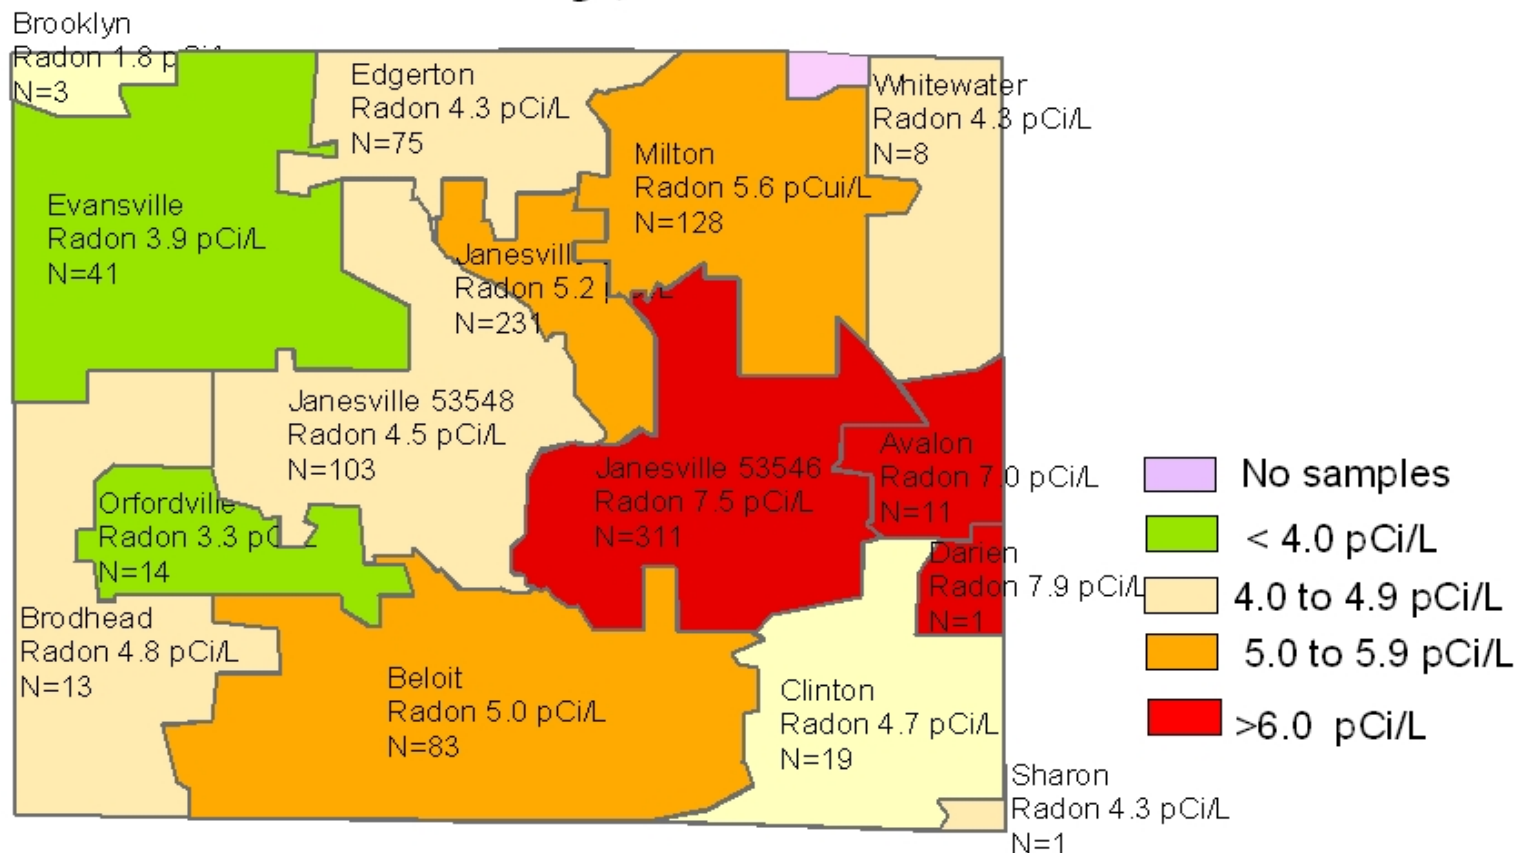 Brooklyn
Radon 1.8
N=3
Edgerton
Radon 4.3 pCi/L
N=75
Whitewater
Radon 4.3 pCi/L
N=8
Milton
Radon 5.6 pCui/L
N=128
Evansville
Radon 3.9 pCi/L
N=41
Radon 5.2
N=231
Janesville 53548
Radon 4.5 pCi/L
N=103
Janesville 53546
Radon 7.5 pCi/L
N=311
Avalon
Radon 7.0 pCi/L
N=11
Orfordville
Radon 3.3
N=14
Darien
Radon 7.9 pCi/L
N=1
Brodhead
Radon 4.8 pCi/L
N=13
Beloit
Radon 5.0 pCi/L
N=83
Clinton
Radon 4.7 pCi/L
N=19
Sharon
Radon 4.3 pCi/L
N=1
No samples
< 4.0 pCi/L
4.0 to 4.9 pCi/L
5.0 to 5.9 pCi/L
>6.0 pCi/L